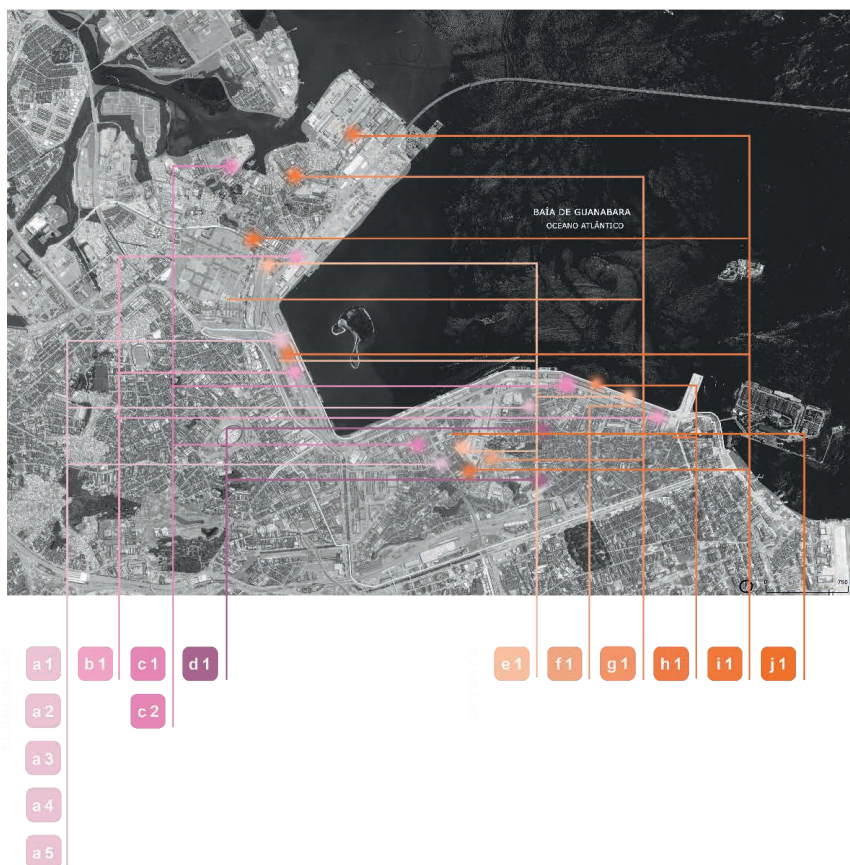 BAÍA DE GUANABARA
OCEANO ATLÂNTICO
0 750
a1 b1 c1 d1 e1 f1 g1 h1 i1 j1
a2 c2
a3
a4
a5